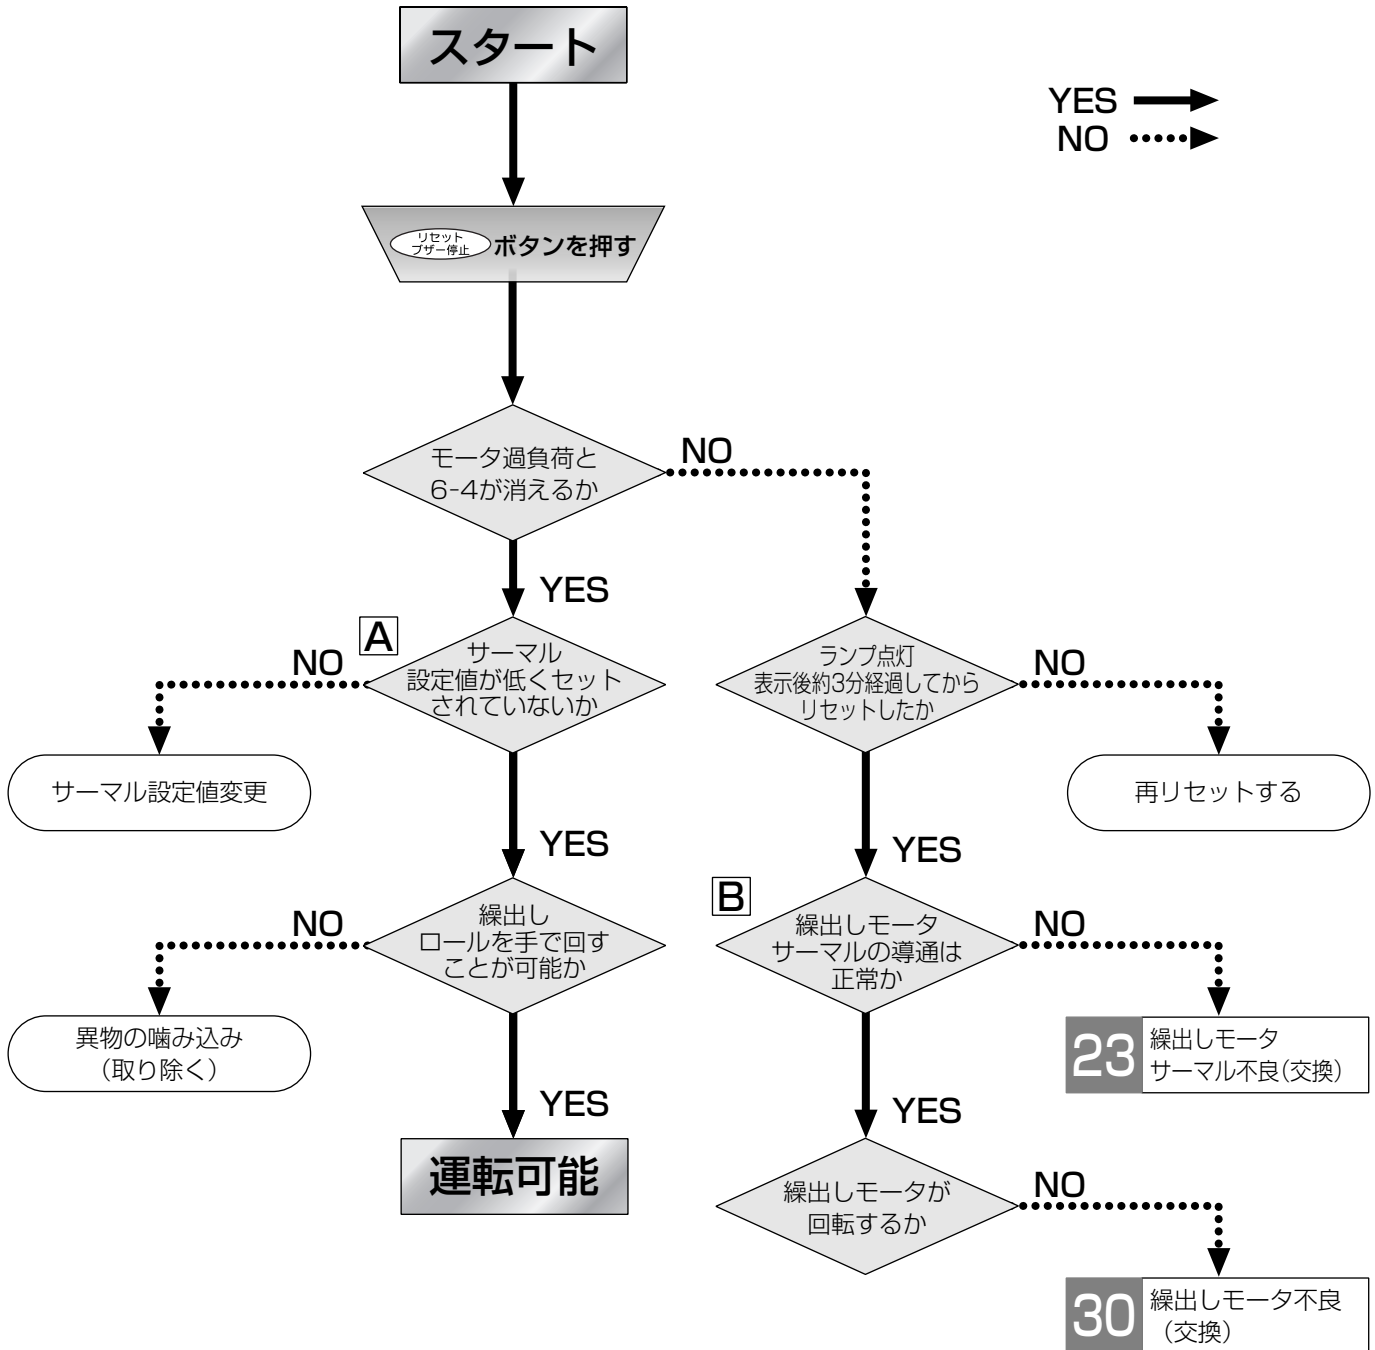 スタート
YES
NO
リセット
ブザー停止
ボタンを押す
モータ過負荷と
6-4が消えるか
NO
YES
A
サーマル
設定値が低くセット
されていないか
NO
サーマル設定値変更
ランプ点灯
表示後約3分経過してから
リセットしたか
NO
再リセットする
YES
YES
繰出し
ロールを手で回す
ことが可能か
NO
異物の噛み込み
(取り除く)
B
繰出しモータ
サーマルの導通は
正常か
NO
23
繰出しモータ
サーマル不良(交換)
YES
運転可能
YES
繰出しモータが
回転するか
NO
30
繰出しモータ不良
(交換)